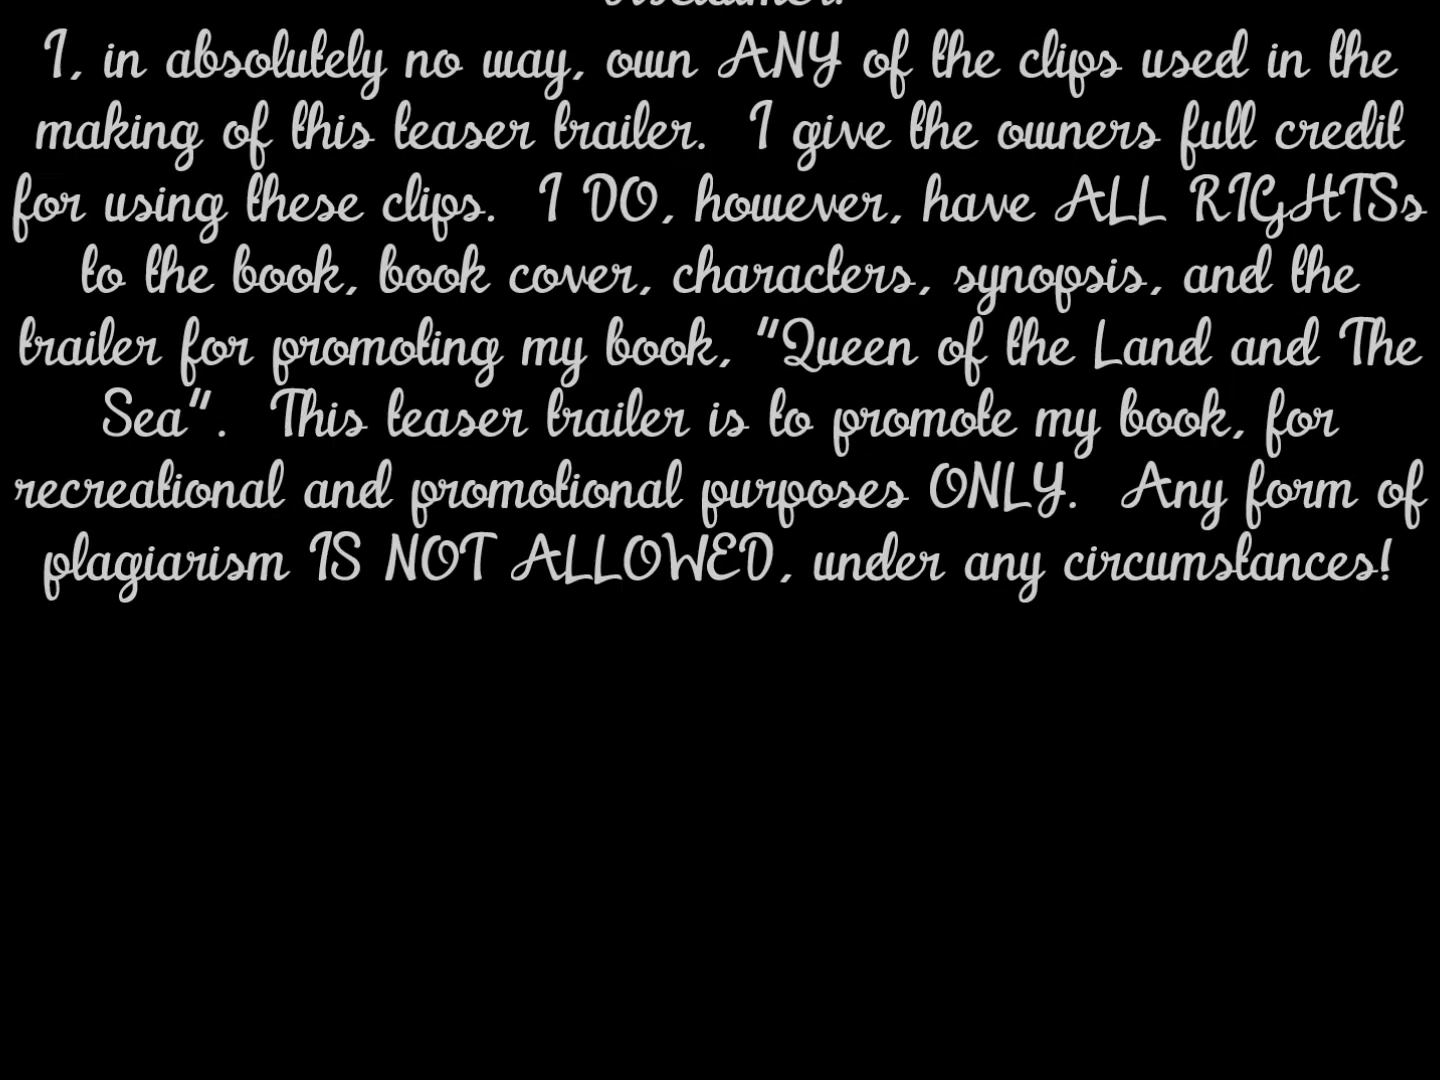 Disclaimer:
I, in absolutely no way, own ANY of the clips used in the
making of this teaser trailer.  I give the owners full credit
for using these clips.  I DO, however, have ALL RIGHTSs
to the book, book cover, characters, synopsis, and the
trailer for promoting my book, "Queen of the Land and The
Sea".  This teaser trailer is to promote my book, for
recreational and promotional purposes ONLY.  Any form of
plagiarism IS NOT ALLOWED, under any circumstances!